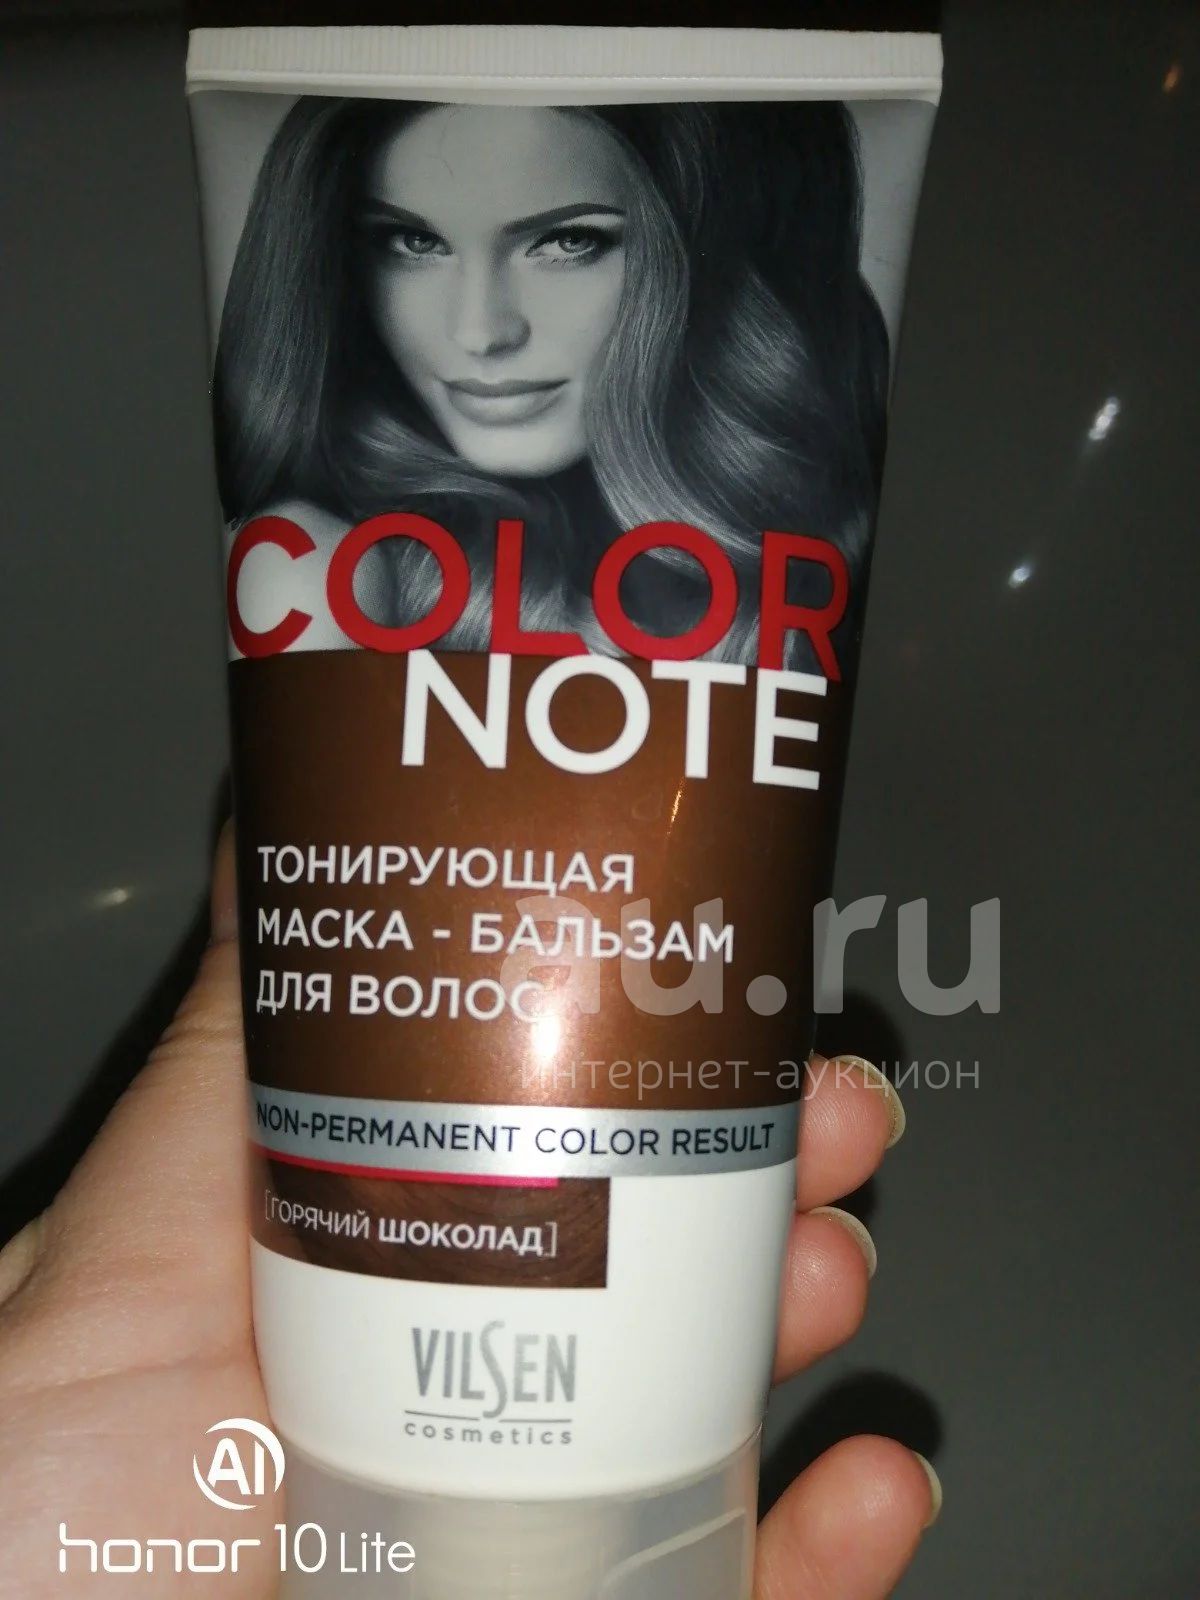 COLOR
NOTE
ТОНИРУЮЩАЯ
МАСКА - БАЛЬЗАМ
ДЛЯ ВОЛОС
au.ru
интернет-аукцион
NON-PERMANENT COLOR RESULT
[ГОРЯЧИЙ ШОКОЛАД]
VILSEN
cosmetics
AI
honor 10 Lite